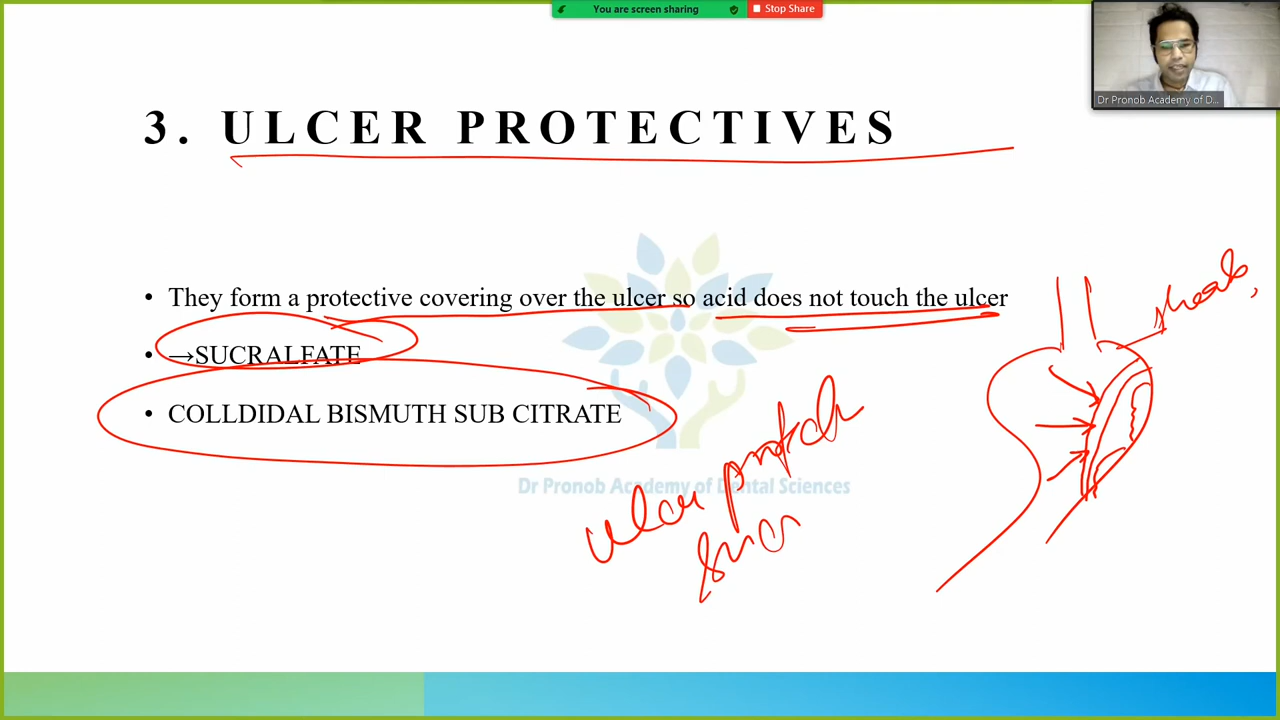 You are screen sharing
Stop Share
Dr Pronob Academy of D...
3. ULCER PROTECTIVES
• They form a protective covering over the ulcer so acid does not touch the ulcer
• →SUCRALFATE
• COLLDIDAL BISMUTH SUB CITRATE
Dr Pronob Academy of Dental Sciences
ulcer